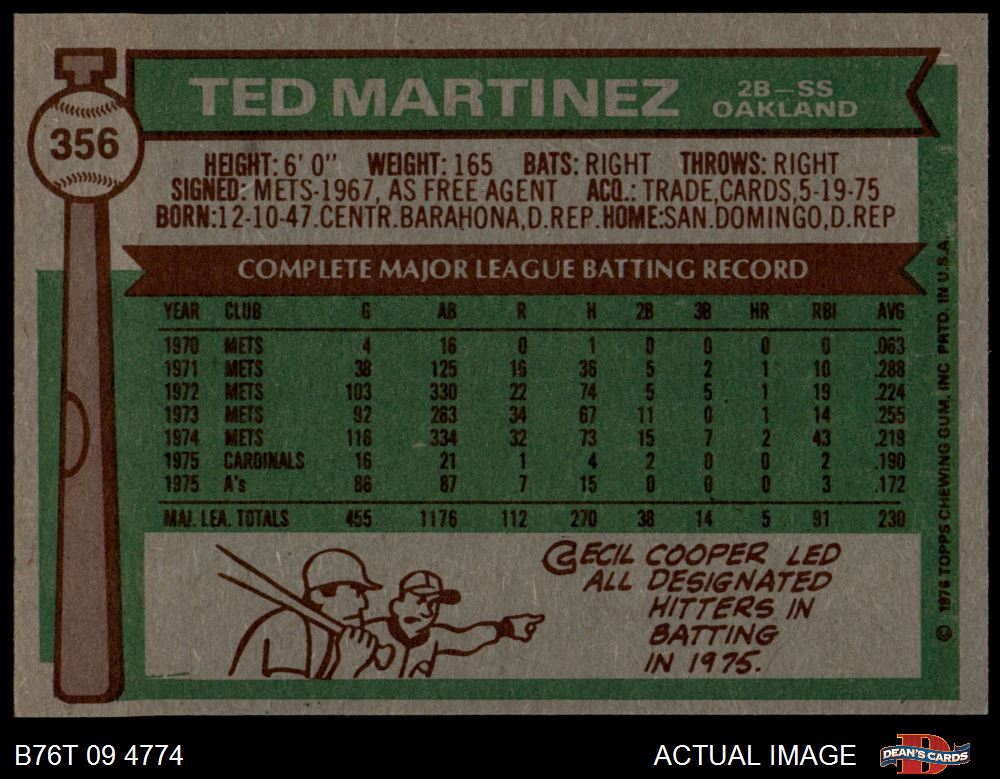 356
TED MARTINEZ
2B—SS
OAKLAND
HEIGHT: 6' 0" WEIGHT: 165 BATS: RIGHT THROWS: RIGHT
SIGNED: METS-1967, AS FREE AGENT ACQ.: TRADE,CARDS,5-19-75
BORN:12-10-47.CENTR.BARAHONA,D.REP.HOME:SAN.DOMINGO,D.REP
COMPLETE MAJOR LEAGUE BATTING RECORD
YEAR CLUB G AB R H 2B 3B HR RBI AVG
1970 METS 4 16 0 1 0 0 0 0 .063
1971 METS 38 125 16 36 5 2 1 10 .288
1972 METS 103 330 22 74 5 5 1 19 .224
1973 METS 92 263 34 67 11 0 1 14 .255
1974 METS 116 334 32 73 15 7 2 43 .219
1975 CARDINALS 16 21 1 4 2 0 0 2 .190
1975 A's 86 87 7 15 0 0 0 3 .172
MAJ. LEA. TOTALS 455 1176 112 270 38 14 5 91 230
CECIL COOPER LED
ALL DESIGNATED
HITTERS IN
BATTING
IN 1975.
© 1976 TOPPS CHEWING GUM, INC PRTD. IN U.S.A.
B76T 09 4774
ACTUAL IMAGE
DEAN'S CARDS